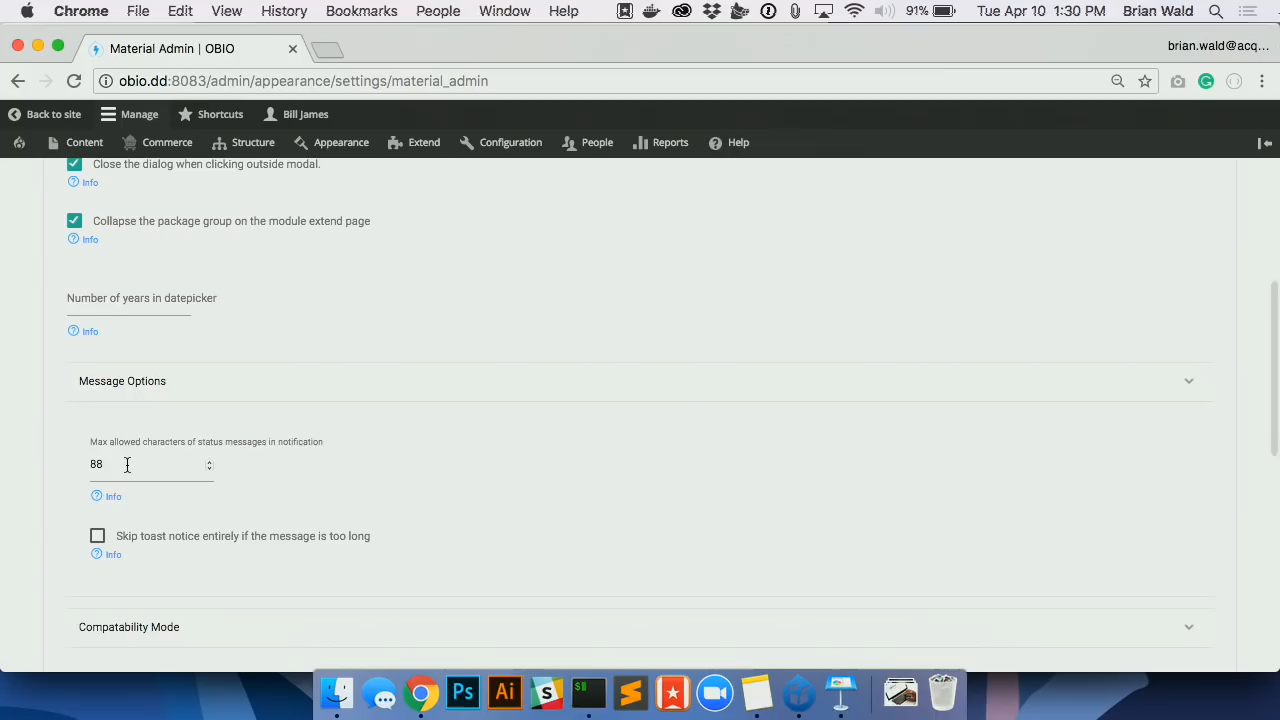 Chrome File Edit View History Bookmarks People Window Help 91% Tue Apr 10 1:30 PM Brian Wald
Material Admin | OBIO brian.wald@acq...
obio.dd:8083/admin/appearance/settings/material_admin
Back to site Manage Shortcuts Bill James
Content Commerce Structure Appearance Extend Configuration People Reports Help
Close the dialog when clicking outside modal.
Info
Collapse the package group on the module extend page
Info
Number of years in datepicker
Info
Message Options
Max allowed characters of status messages in notification
88
Info
Skip toast notice entirely if the message is too long
Info
Compatability Mode
Ps Ai S $